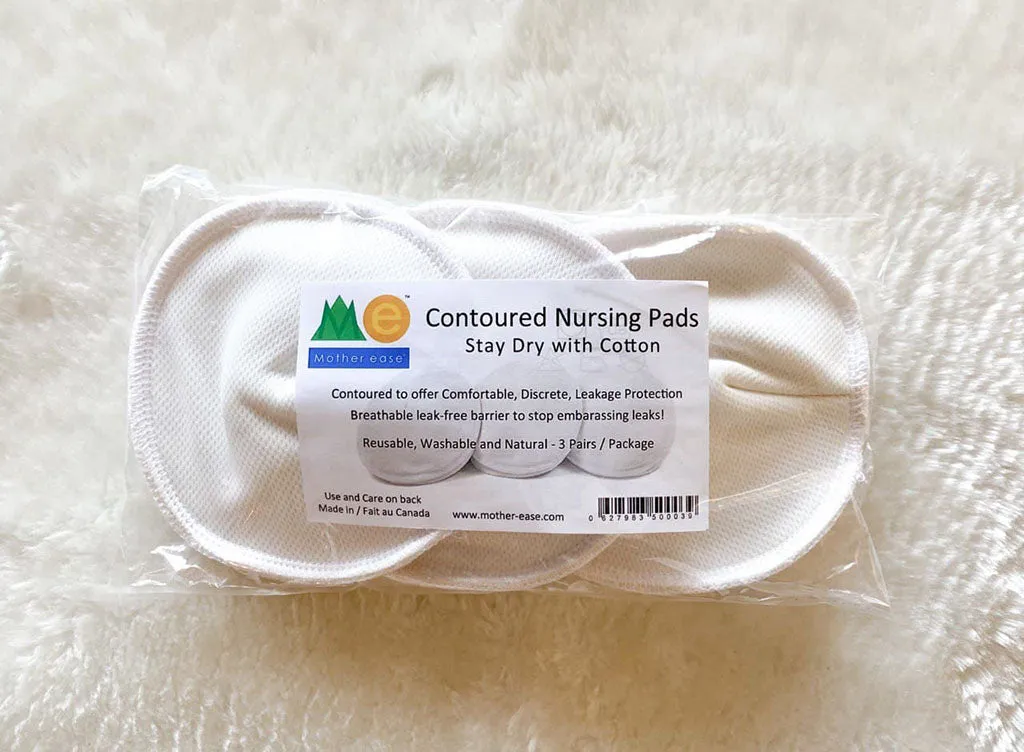 Me™
Mother ease
Contoured Nursing Pads
Stay Dry with Cotton
Contoured to offer Comfortable, Discrete, Leakage Protection
Breathable leak-free barrier to stop embarassing leaks!
Reusable, Washable and Natural - 3 Pairs / Package
Use and Care on back
Made in / Fait au Canada
www.mother-ease.com
0 627983 500039